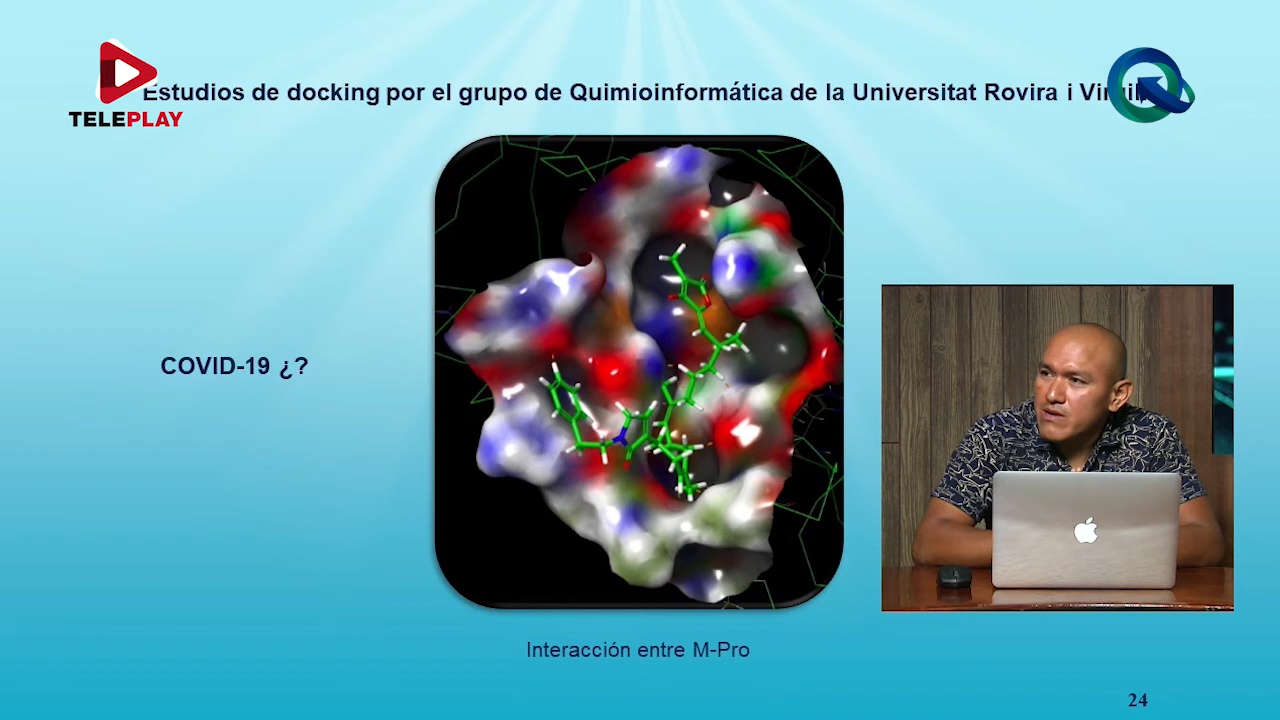 Estudios de docking por el grupo de Quimioinformática de la Universitat Rovira i
TELEPLAY
COVID-19 ¿?
Interacción entre M-Pro
24